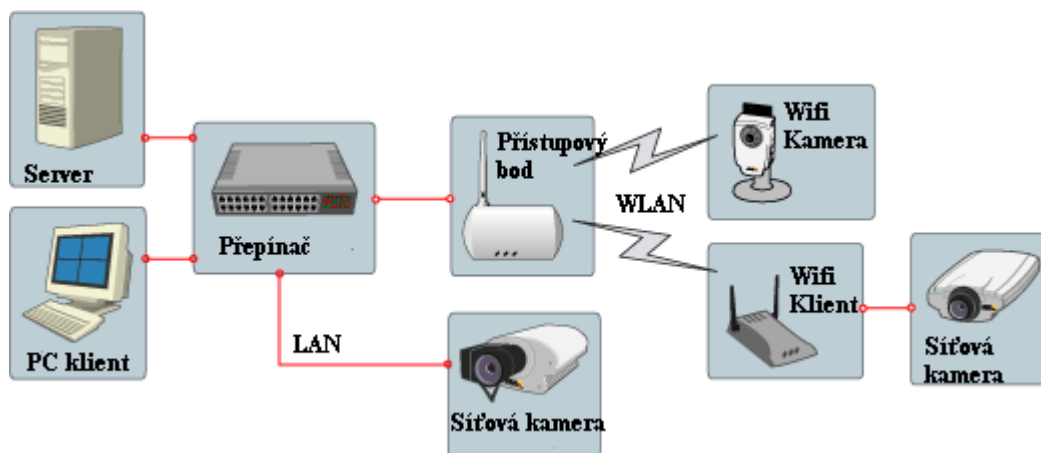 Server
PC klient
Přepínač
LAN
Přístupový
bod
WLAN
Síťová kamera
Wifi
Kamera
Wifi
Klient
Síťová
kamera